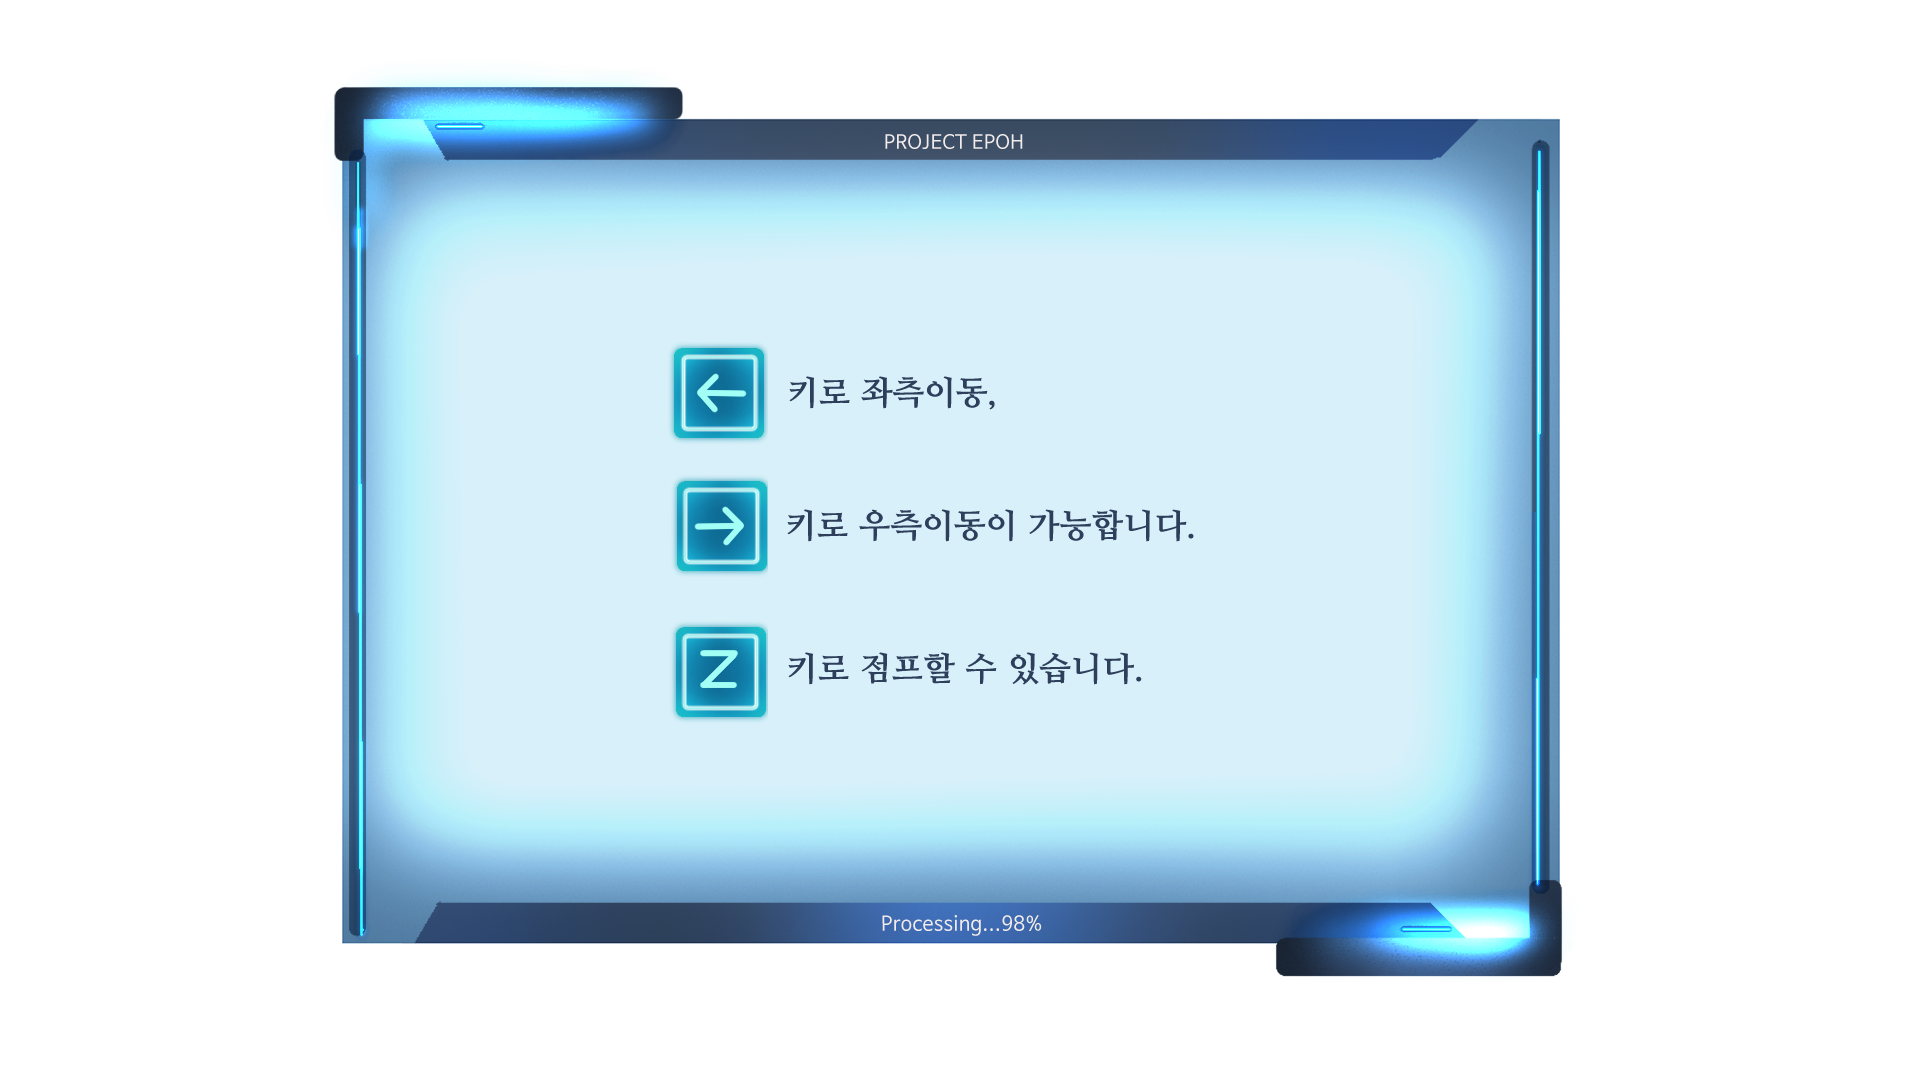 PROJECT EPOH
← 키로 좌측이동,
→ 키로 우측이동이 가능합니다.
Z 키로 점프할 수 있습니다.
Processing...98%